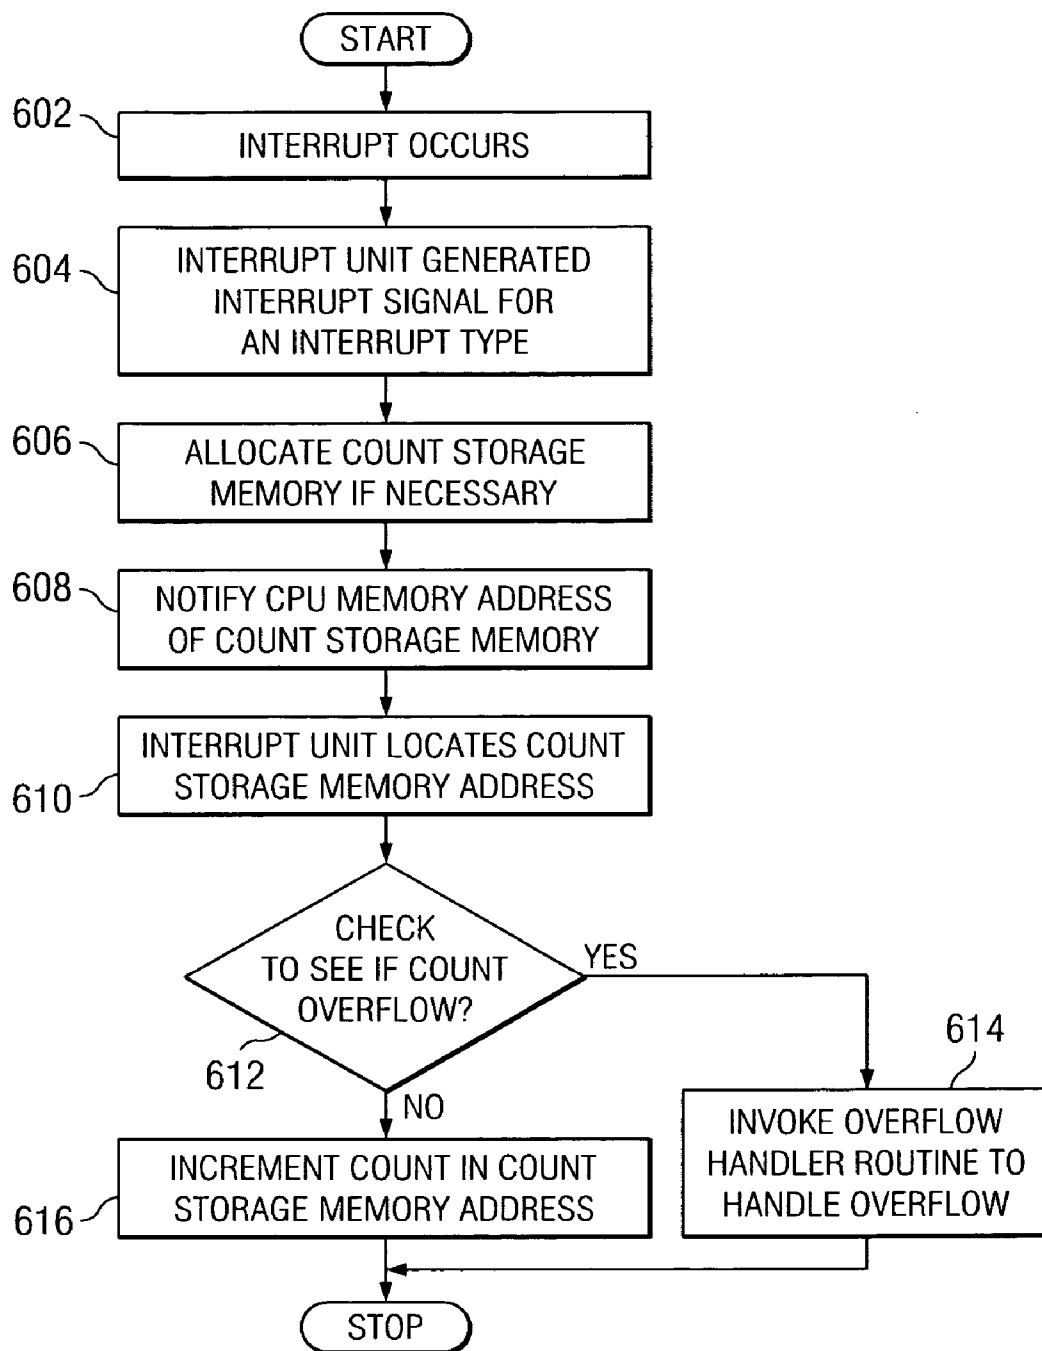 START
602
INTERRUPT OCCURS
604
INTERRUPT UNIT GENERATED
INTERRUPT SIGNAL FOR
AN INTERRUPT TYPE
606
ALLOCATE COUNT STORAGE
MEMORY IF NECESSARY
608
NOTIFY CPU MEMORY ADDRESS
OF COUNT STORAGE MEMORY
610
INTERRUPT UNIT LOCATES COUNT
STORAGE MEMORY ADDRESS
CHECK
TO SEE IF COUNT
OVERFLOW?
612
YES
NO
614
INVOKE OVERFLOW
HANDLER ROUTINE TO
HANDLE OVERFLOW
616
INCREMENT COUNT IN COUNT
STORAGE MEMORY ADDRESS
STOP